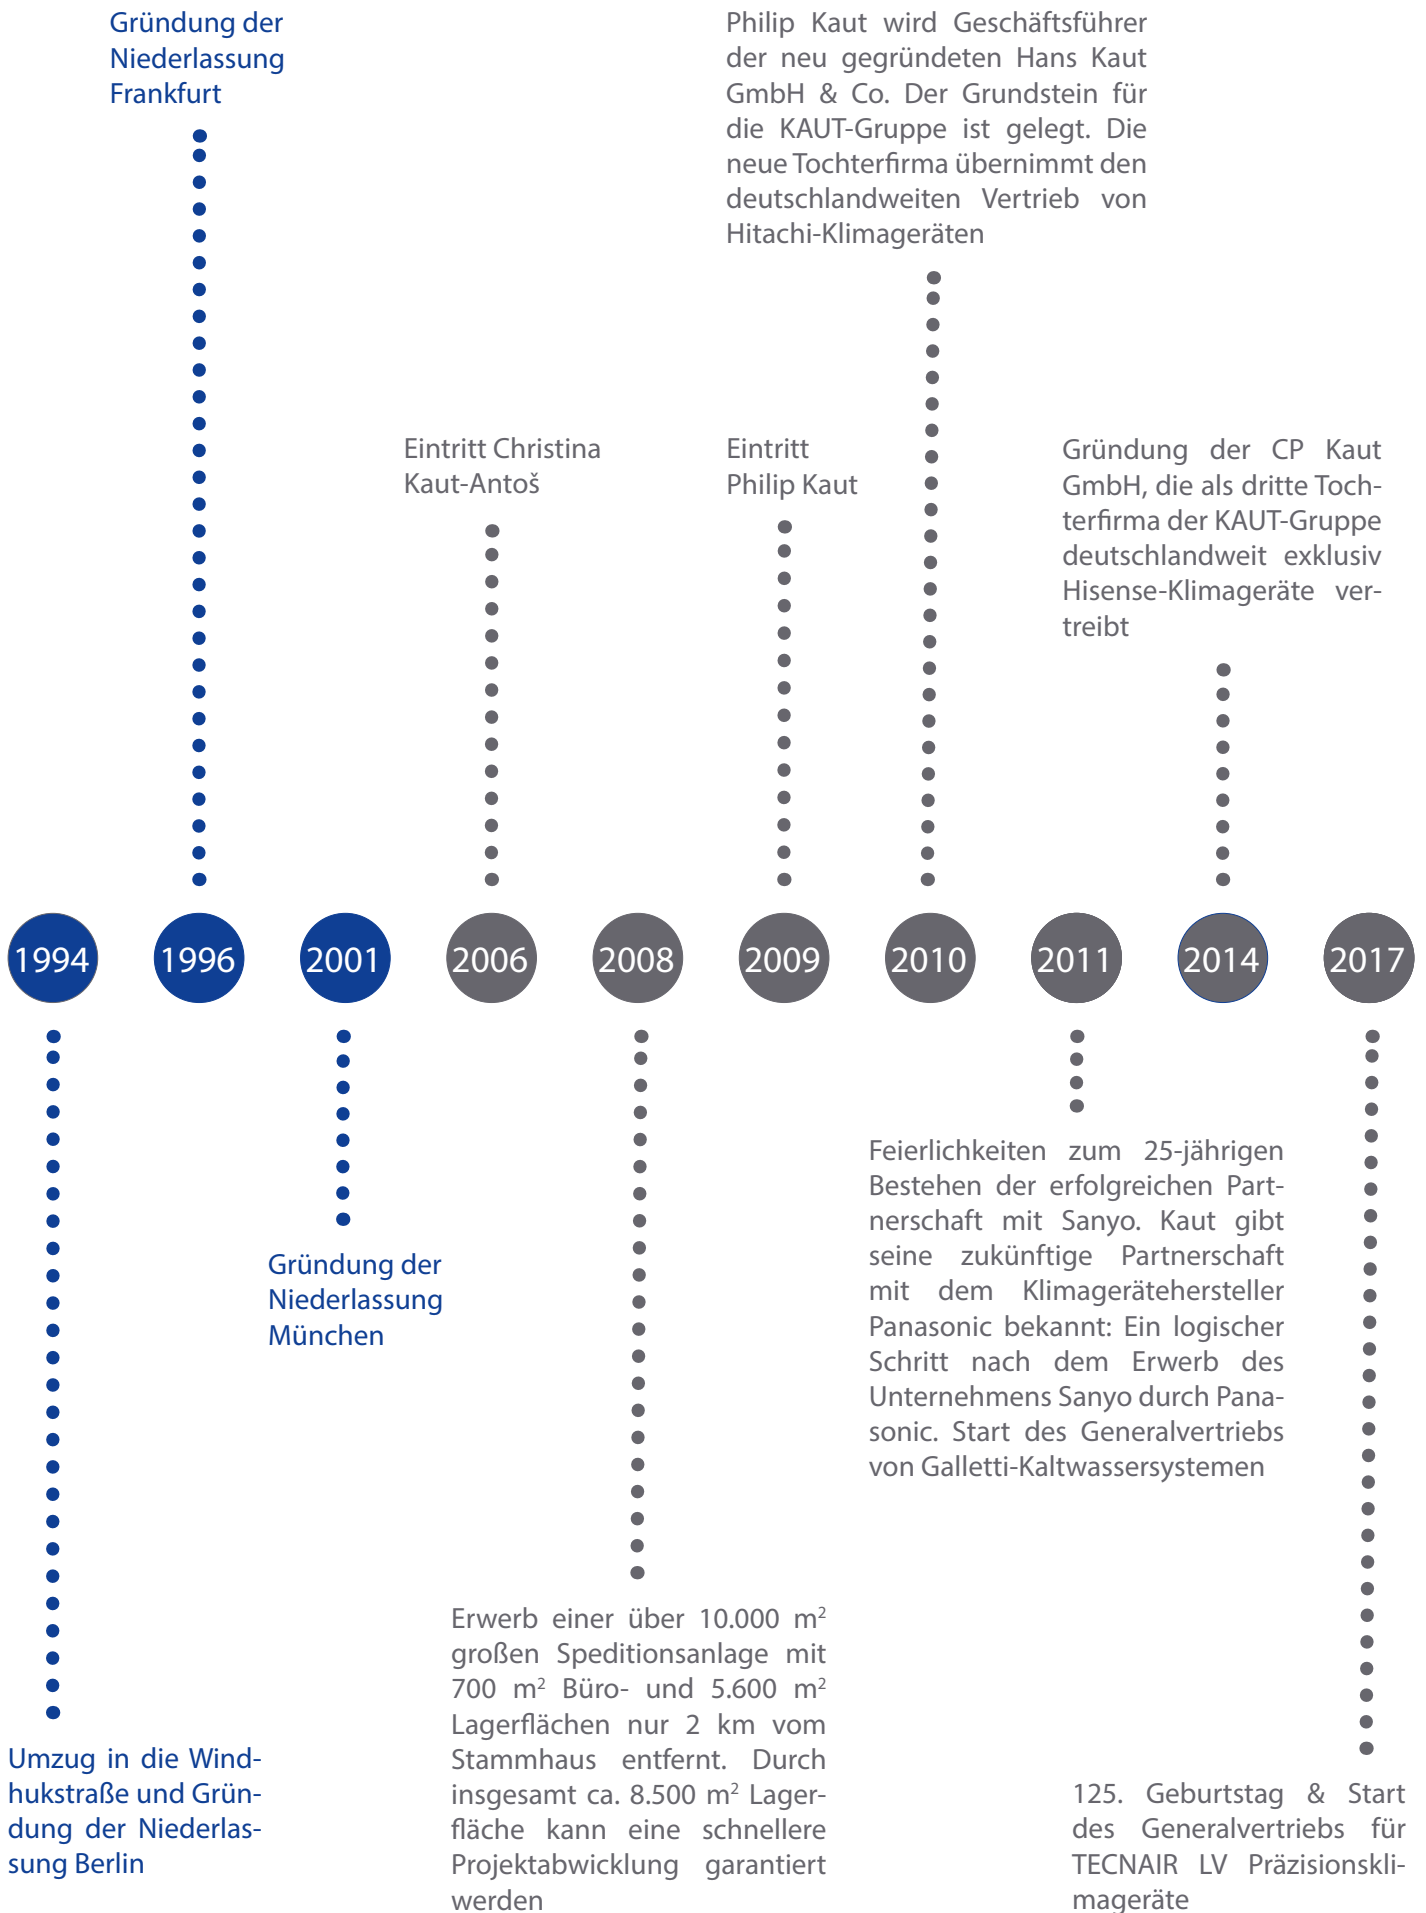 Gründung der
Niederlassung
Frankfurt
Philip Kaut wird Geschäftsführer
der neu gegründeten Hans Kaut
GmbH & Co. Der Grundstein für
die KAUT-Gruppe ist gelegt. Die
neue Tochterfirma übernimmt den
deutschlandweiten Vertrieb von
Hitachi-Klimageräten
Eintritt Christina
Kaut-Antoš
Eintritt
Philip Kaut
Gründung der CP Kaut
GmbH, die als dritte Toch-
terfirma der KAUT-Gruppe
deutschlandweit exklusiv
Hisense-Klimageräte ver-
treibt
1994
1996
2001
2006
2008
2009
2010
2011
2014
2017
Gründung der
Niederlassung
München
Feierlichkeiten zum 25-jährigen
Bestehen der erfolgreichen Part-
nerschaft mit Sanyo. Kaut gibt
seine zukünftige Partnerschaft
mit dem Klimagerätehersteller
Panasonic bekannt: Ein logischer
Schritt nach dem Erwerb des
Unternehmens Sanyo durch Pana-
sonic. Start des Generalvertriebs
von Galletti-Kaltwassersystemen
Umzug in die Wind-
hukstraße und Grün-
dung der Niederlas-
sung Berlin
Erwerb einer über 10.000 m²
großen Speditionsanlage mit
700 m² Büro- und 5.600 m²
Lagerflächen nur 2 km vom
Stammhaus entfernt. Durch
insgesamt ca. 8.500 m² Lager-
fläche kann eine schnellere
Projektabwicklung garantiert
werden
125. Geburtstag & Start
des Generalvertriebs für
TECNAIR LV Präzisionskli-
mageräte